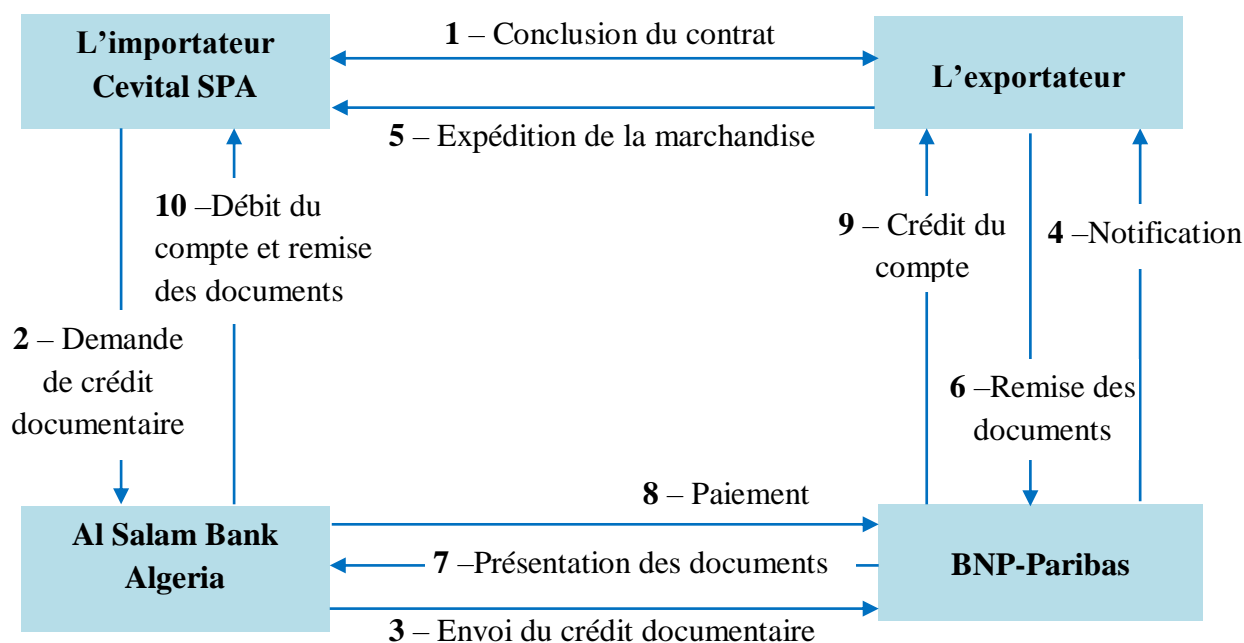 L’importateur
Cevital SPA
1 – Conclusion du contrat
L’exportateur
5 – Expédition de la marchandise
10 –Débit du
compte et remise
des documents
9 – Crédit du
compte
4 –Notification
2 – Demande
de crédit
documentaire
6 –Remise des
documents
8 – Paiement
Al Salam Bank
Algeria
7 –Présentation des documents
BNP-Paribas
3 – Envoi du crédit documentaire